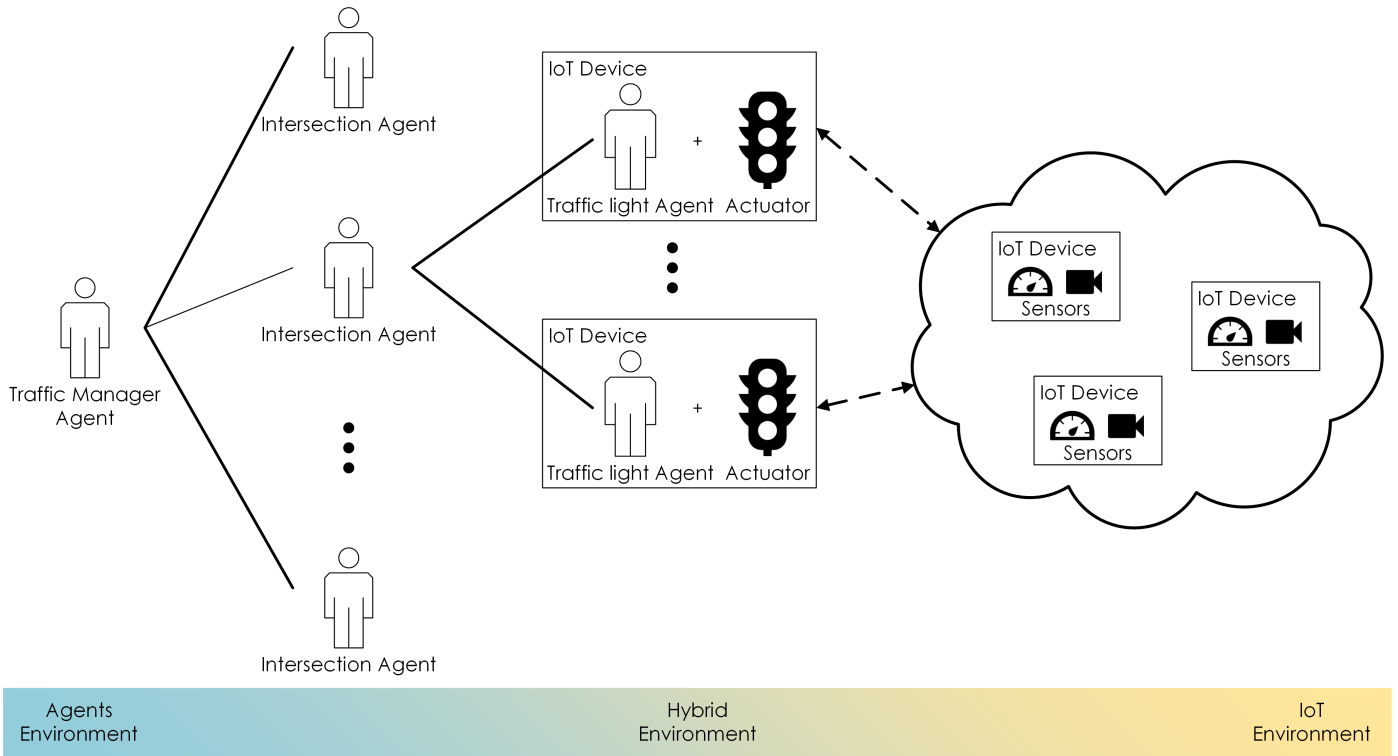 Intersection Agent
Intersection Agent
Intersection Agent
Traffic Manager
Agent
IoT Device
+
Traffic light Agent
Actuator
IoT Device
+
Traffic light Agent
Actuator
IoT Device
Sensors
IoT Device
Sensors
IoT Device
Sensors
Agents
Environment
Hybrid
Environment
IoT
Environment